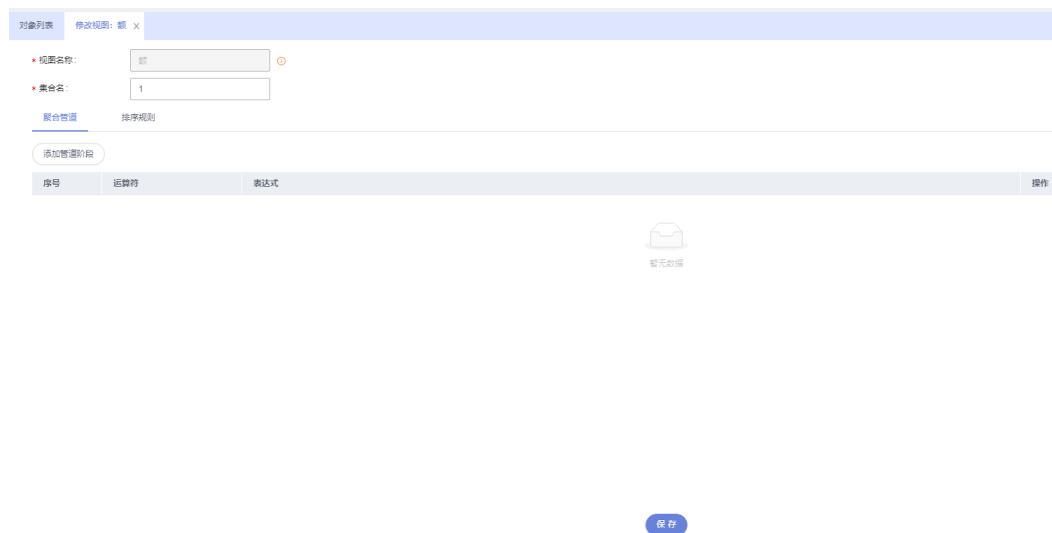 对象列表 修改视图：额 ×
* 视图名称： 额
* 集合名： 1
聚合管道 排序规则
添加管道阶段
序号 运算符 表达式 操作
暂无数据
保存